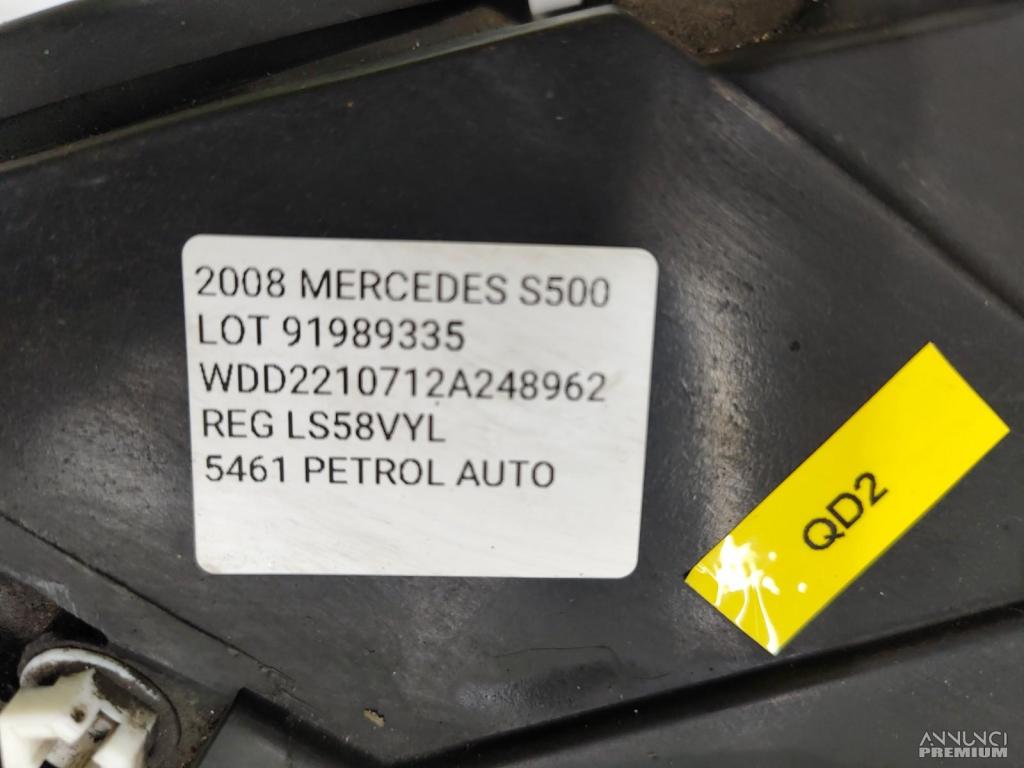 2008 MERCEDES S500
LOT 91989335
WDD2210712A248962
REG LS58VYL
5461 PETROL AUTO
QD2
ANNUNCI
PREMIUM